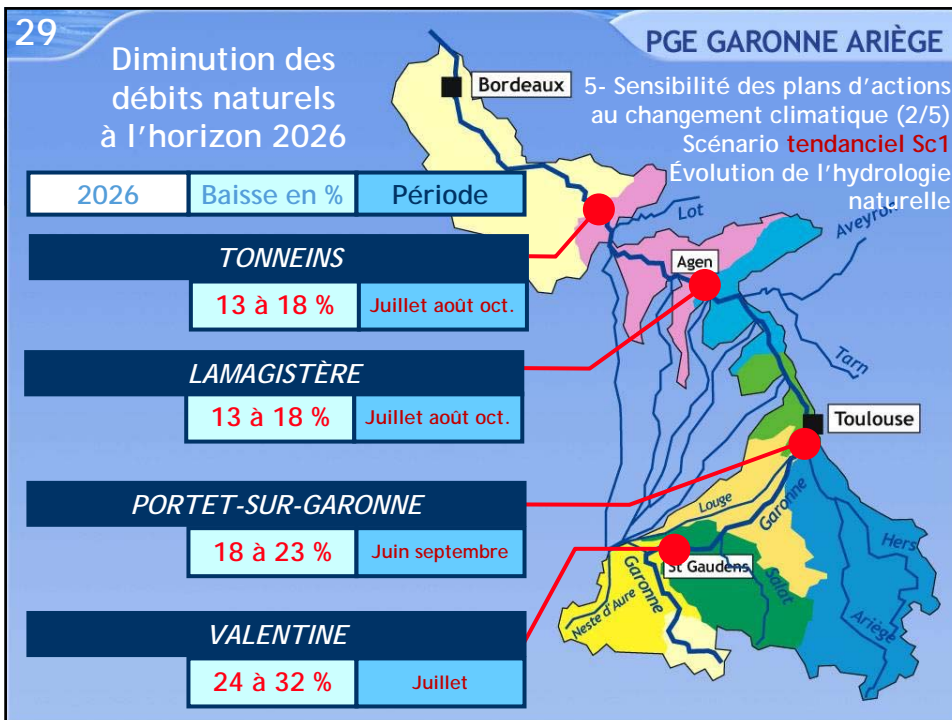 29
PGE GARONNE ARIÈGE
Diminution des
débits naturels
à l'horizon 2026
5- Sensibilité des plans d'actions
au changement climatique (2/5)
Scénario tendanciel Sc1
Évolution de l'hydrologie
naturelle
2026 Baisse en % Période
TONNEINS
13 à 18 % Juillet août oct.
LAMAGISTÈRE
13 à 18 % Juillet août oct.
PORTET-SUR-GARONNE
18 à 23 % Juin septembre
VALENTINE
24 à 32 % Juillet
Bordeaux
Lot
Aveyron
Agen
Tarn
Toulouse
Louge
Garonne
Hers
St Gaudens
Garonne
Salat
Neste d'Aure
Ariège